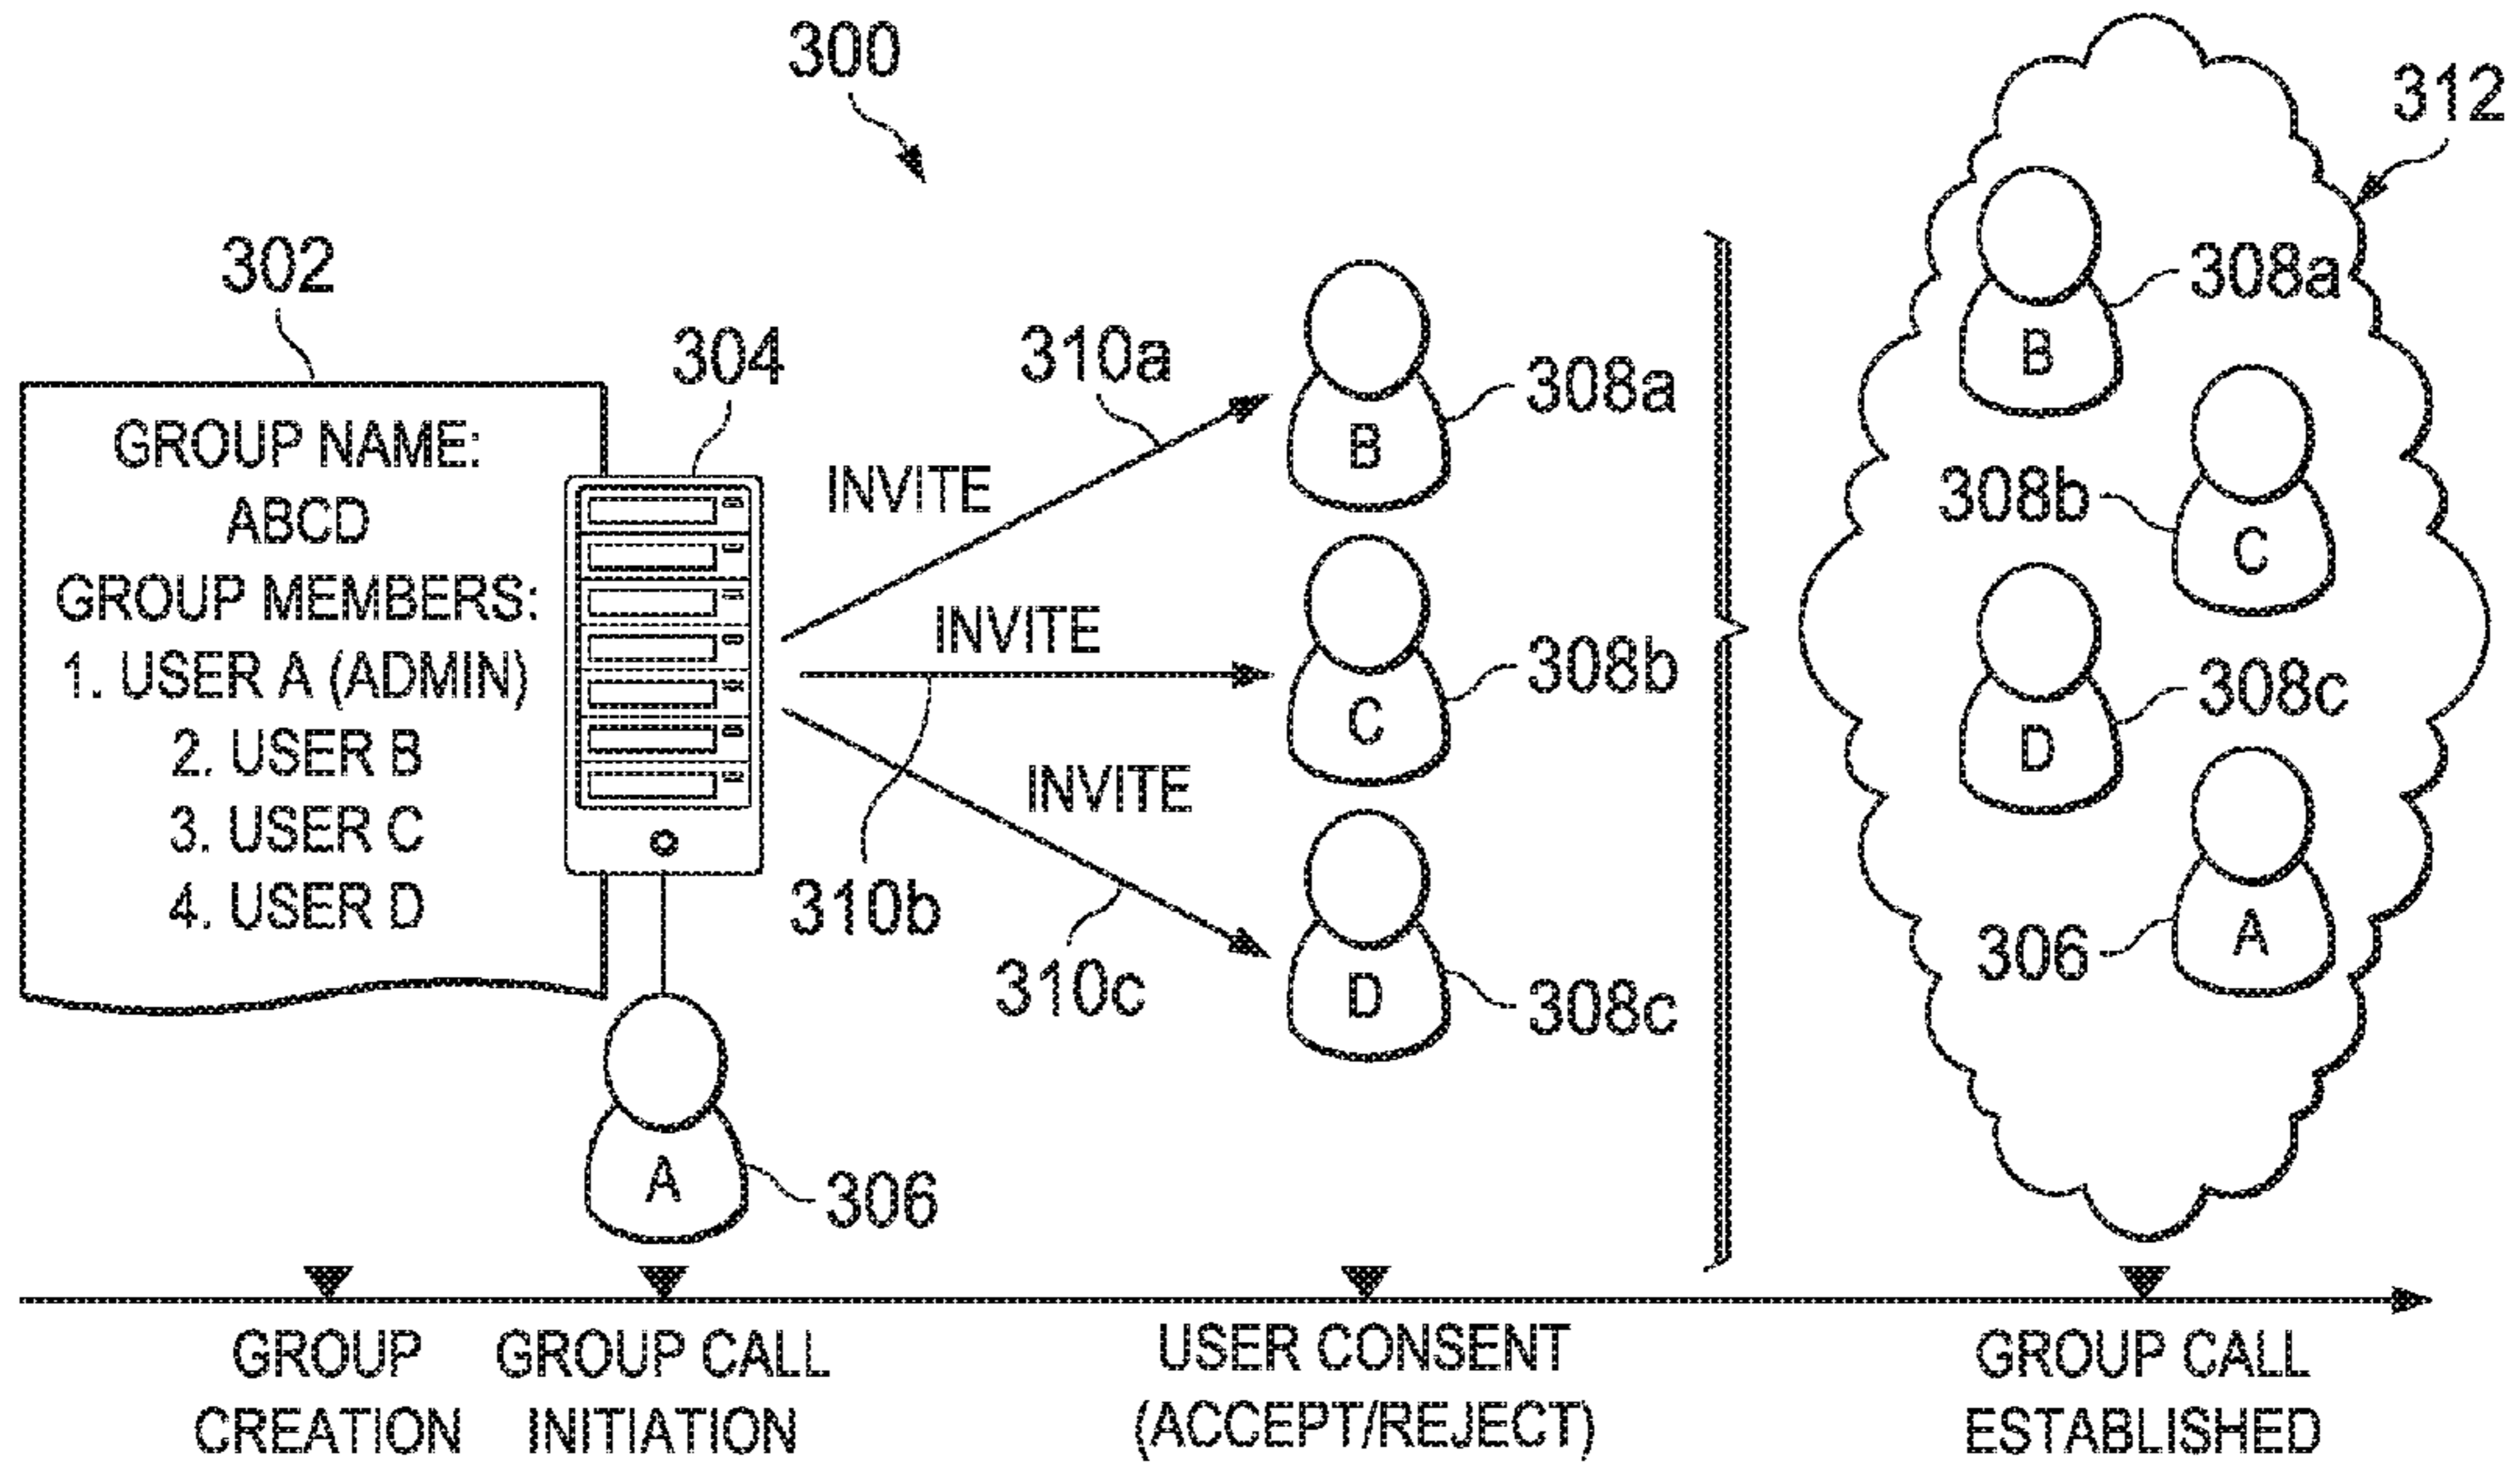 300
312
302
304
GROUP NAME:
ABCD
GROUP MEMBERS:
1. USER A (ADMIN)
2. USER B
3. USER C
4. USER D
306
A
310a
INVITE
310b
INVITE
310c
INVITE
B
308a
C
308b
D
308c
B
308a
308b
C
D
308c
306
A
GROUP
CREATION
GROUP CALL
INITIATION
USER CONSENT
(ACCEPT/REJECT)
GROUP CALL
ESTABLISHED